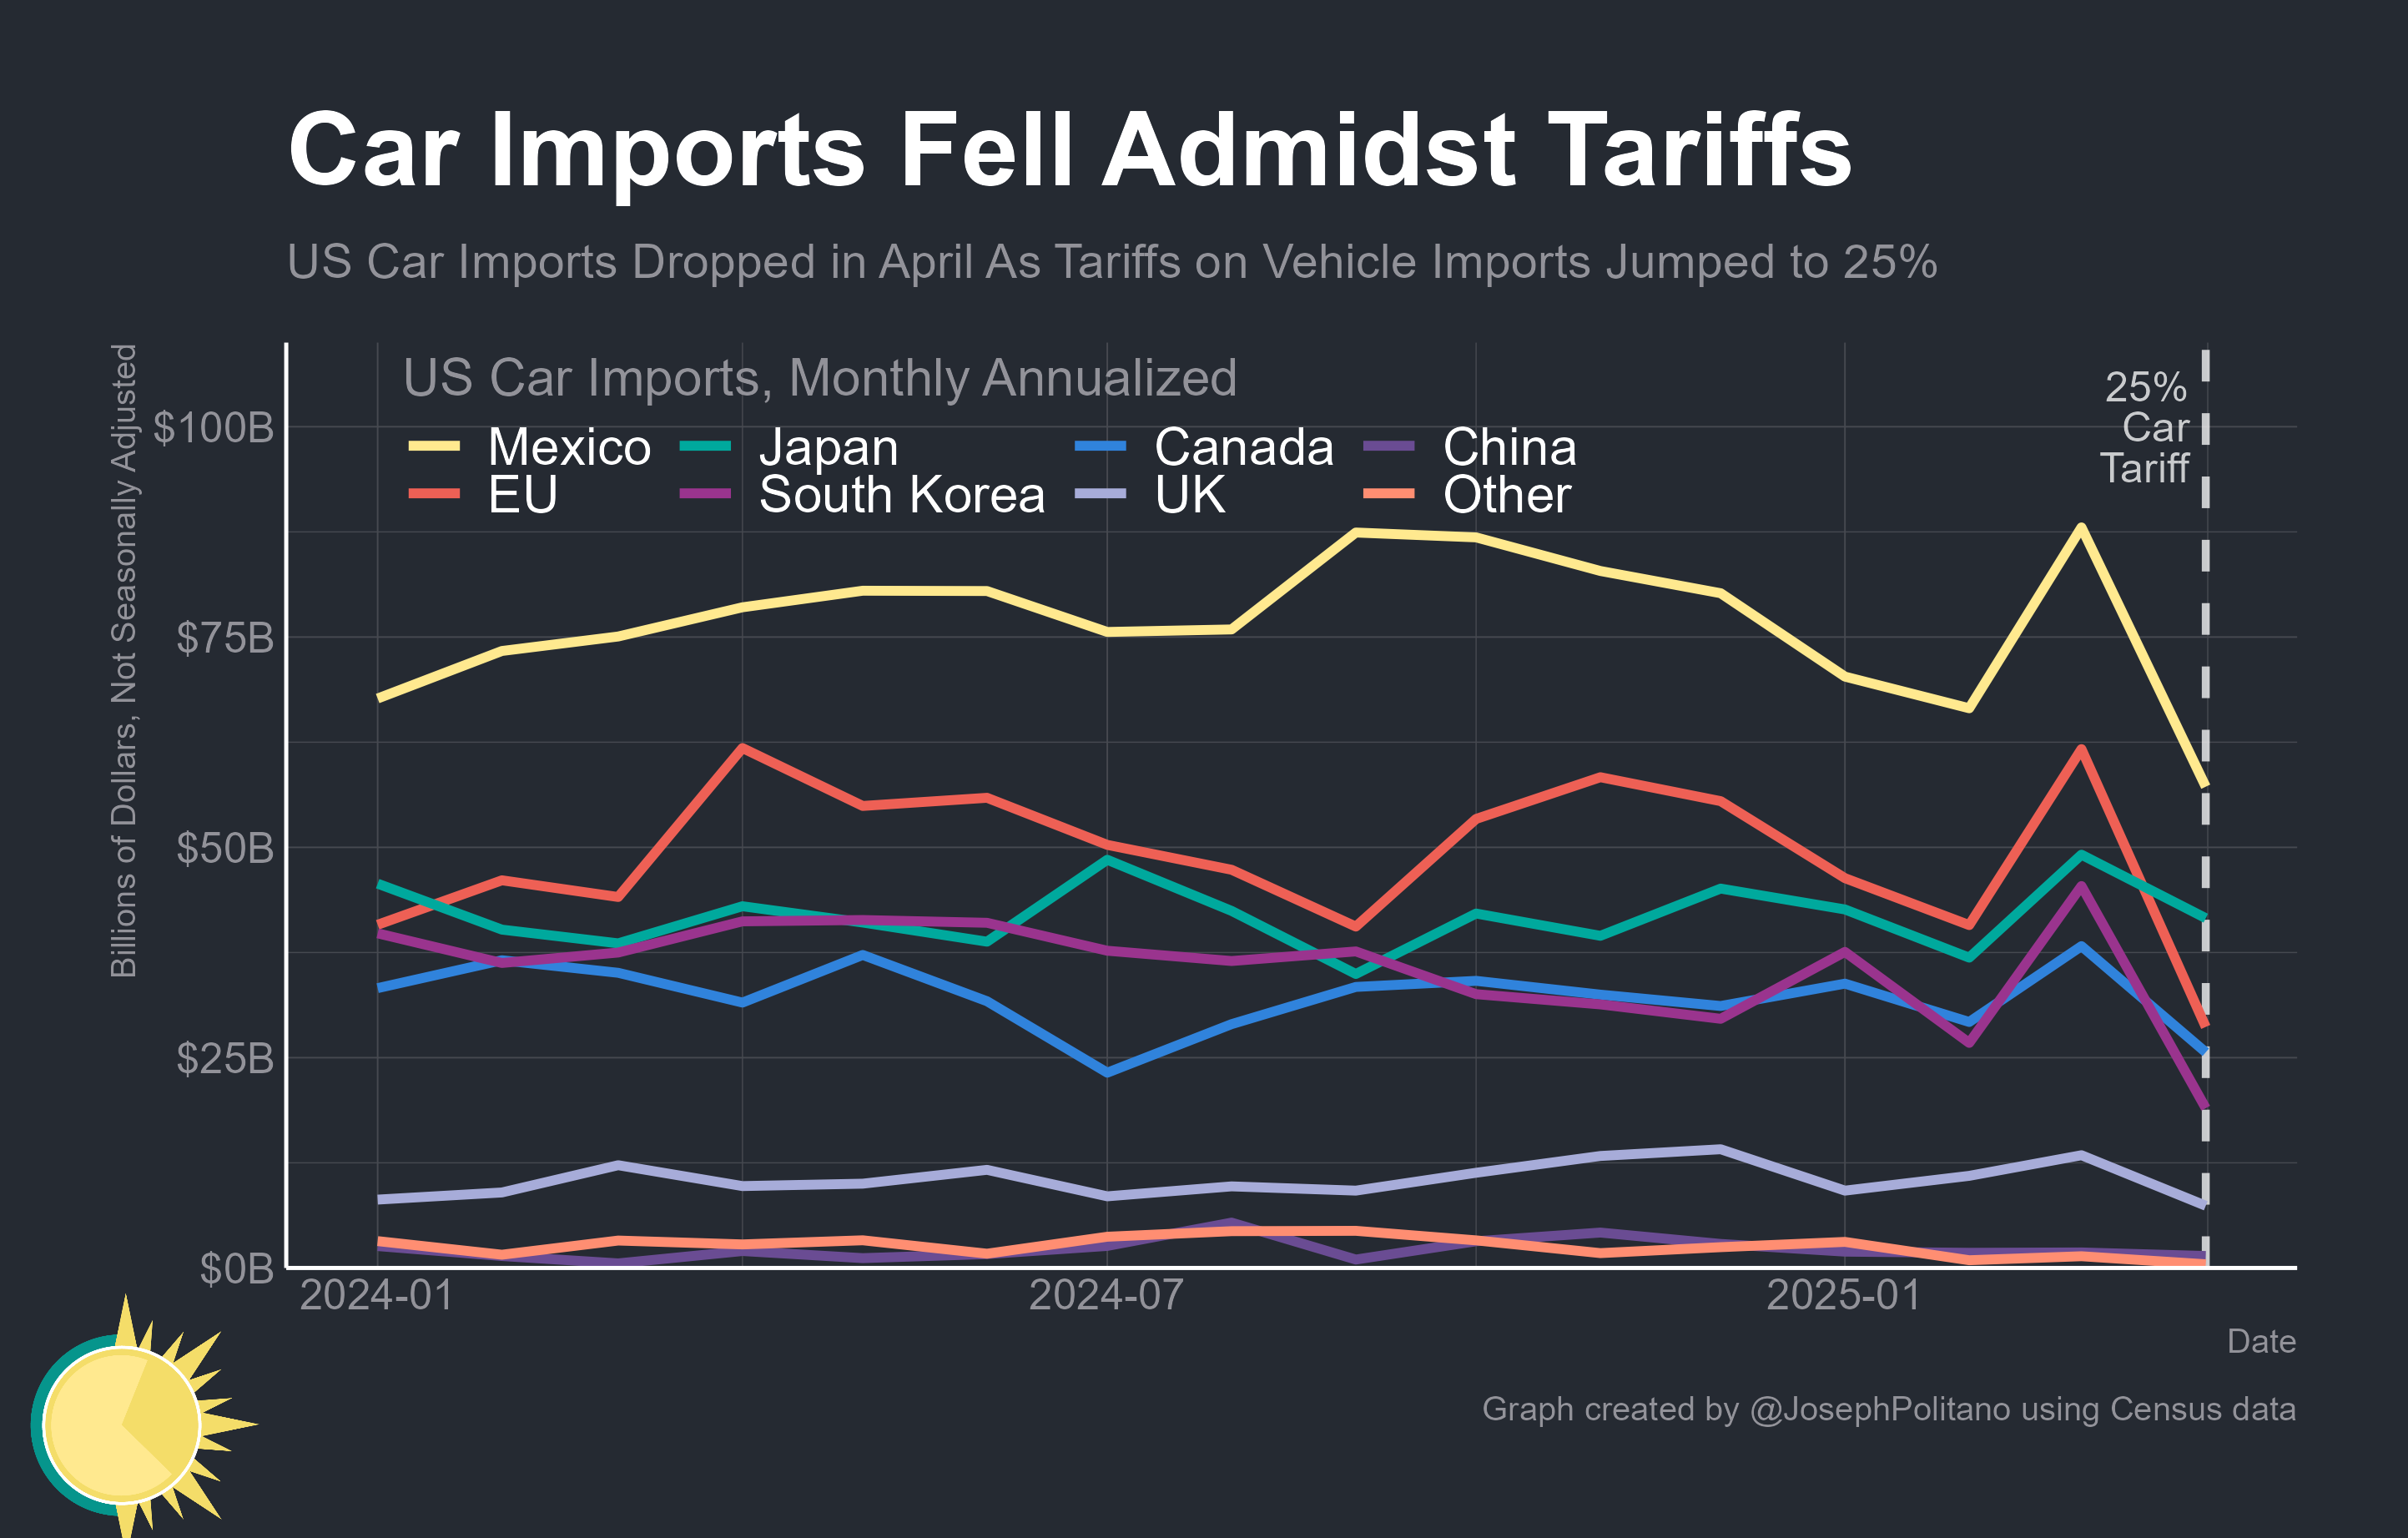 Car Imports Fell Admidst Tariffs
US Car Imports Dropped in April As Tariffs on Vehicle Imports Jumped to 25%
Billions of Dollars, Not Seasonally Adjusted
US Car Imports, Monthly Annualized
Mexico Japan Canada China
EU South Korea UK Other
25%
Car
Tariff
$100B
$75B
$50B
$25B
$0B
2024-01 2024-07 2025-01
Date
Graph created by @JosephPolitano using Census data